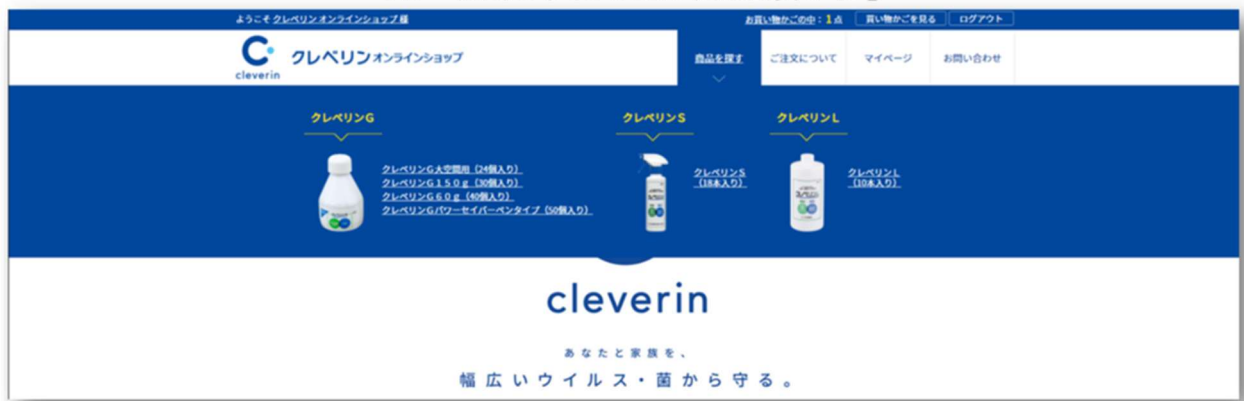 ようこそ クレベリン オンラインショップ 様
お買い物かごの中：1点 買い物かごを見る ログアウト
cleverin
クレベリン オンラインショップ
商品を探す ご注文について マイページ お問い合わせ
クレベリンG
クレベリンG大空間用（24個入り）
クレベリンG150g（30個入り）
クレベリンG60g（40個入り）
クレベリンGパワーセイバーペンタイプ（50個入り）
クレベリンS
クレベリンS
（18本入り）
クレベリンL
クレベリンL
（10本入り）
cleverin
あなたと家族を、
幅広いウイルス・菌から守る。